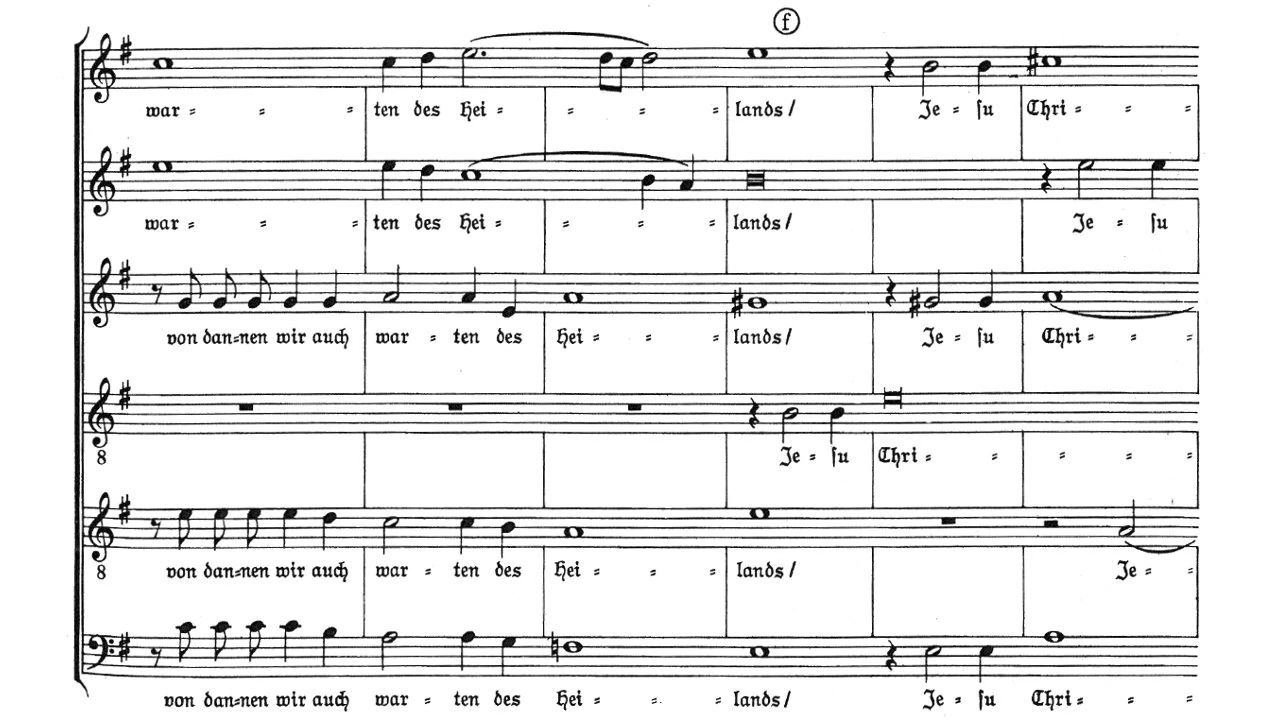 f
war = = = ten des Hei = = = = lands / Je = su Chri = = =
war = = = ten des Hei = = = = lands / Je = su
von dan=nen wir auch war = ten des Hei = = = lands / Je = su Chri = = =
8 Je = su Chri = = = = =
8 von dan=nen wir auch war = ten des Hei = = = lands / Je = =
von dan=nen wir auch war = ten des Hei = = = lands / Je = su Chri = = =